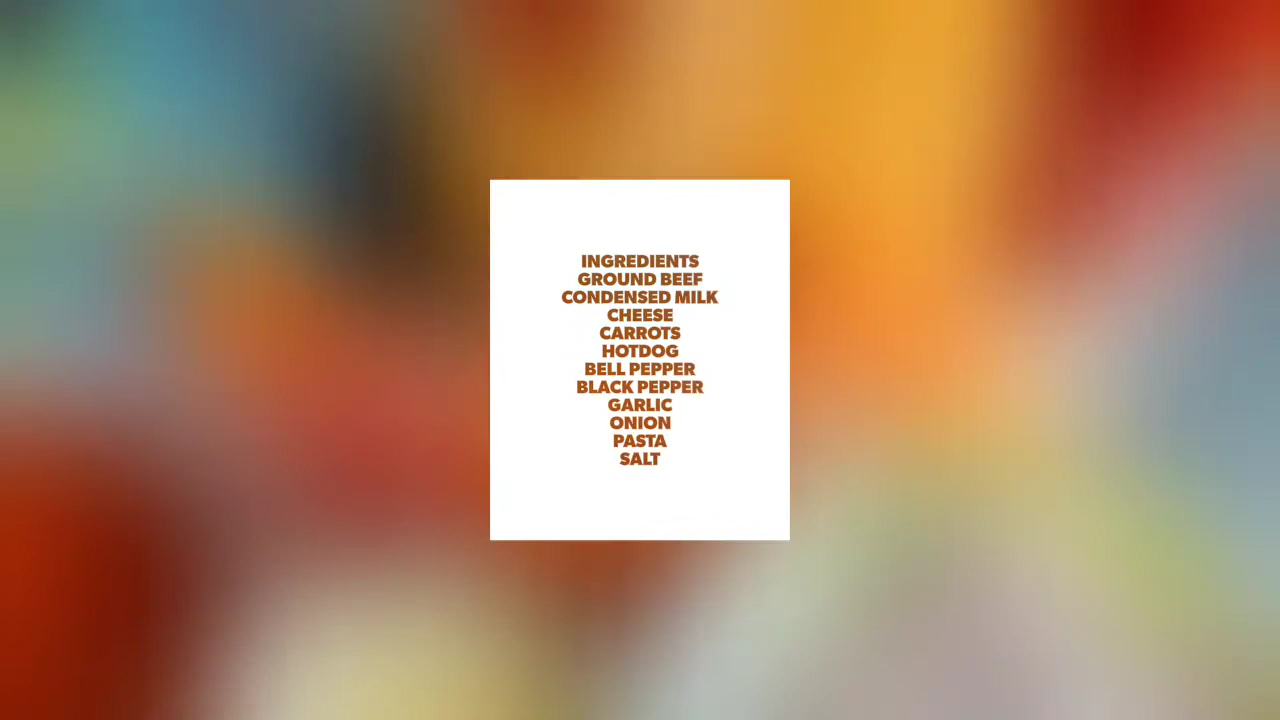 INGREDIENTS
GROUND BEEF
CONDENSED MILK
CHEESE
CARROTS
HOTDOG
BELL PEPPER
BLACK PEPPER
GARLIC
ONION
PASTA
SALT